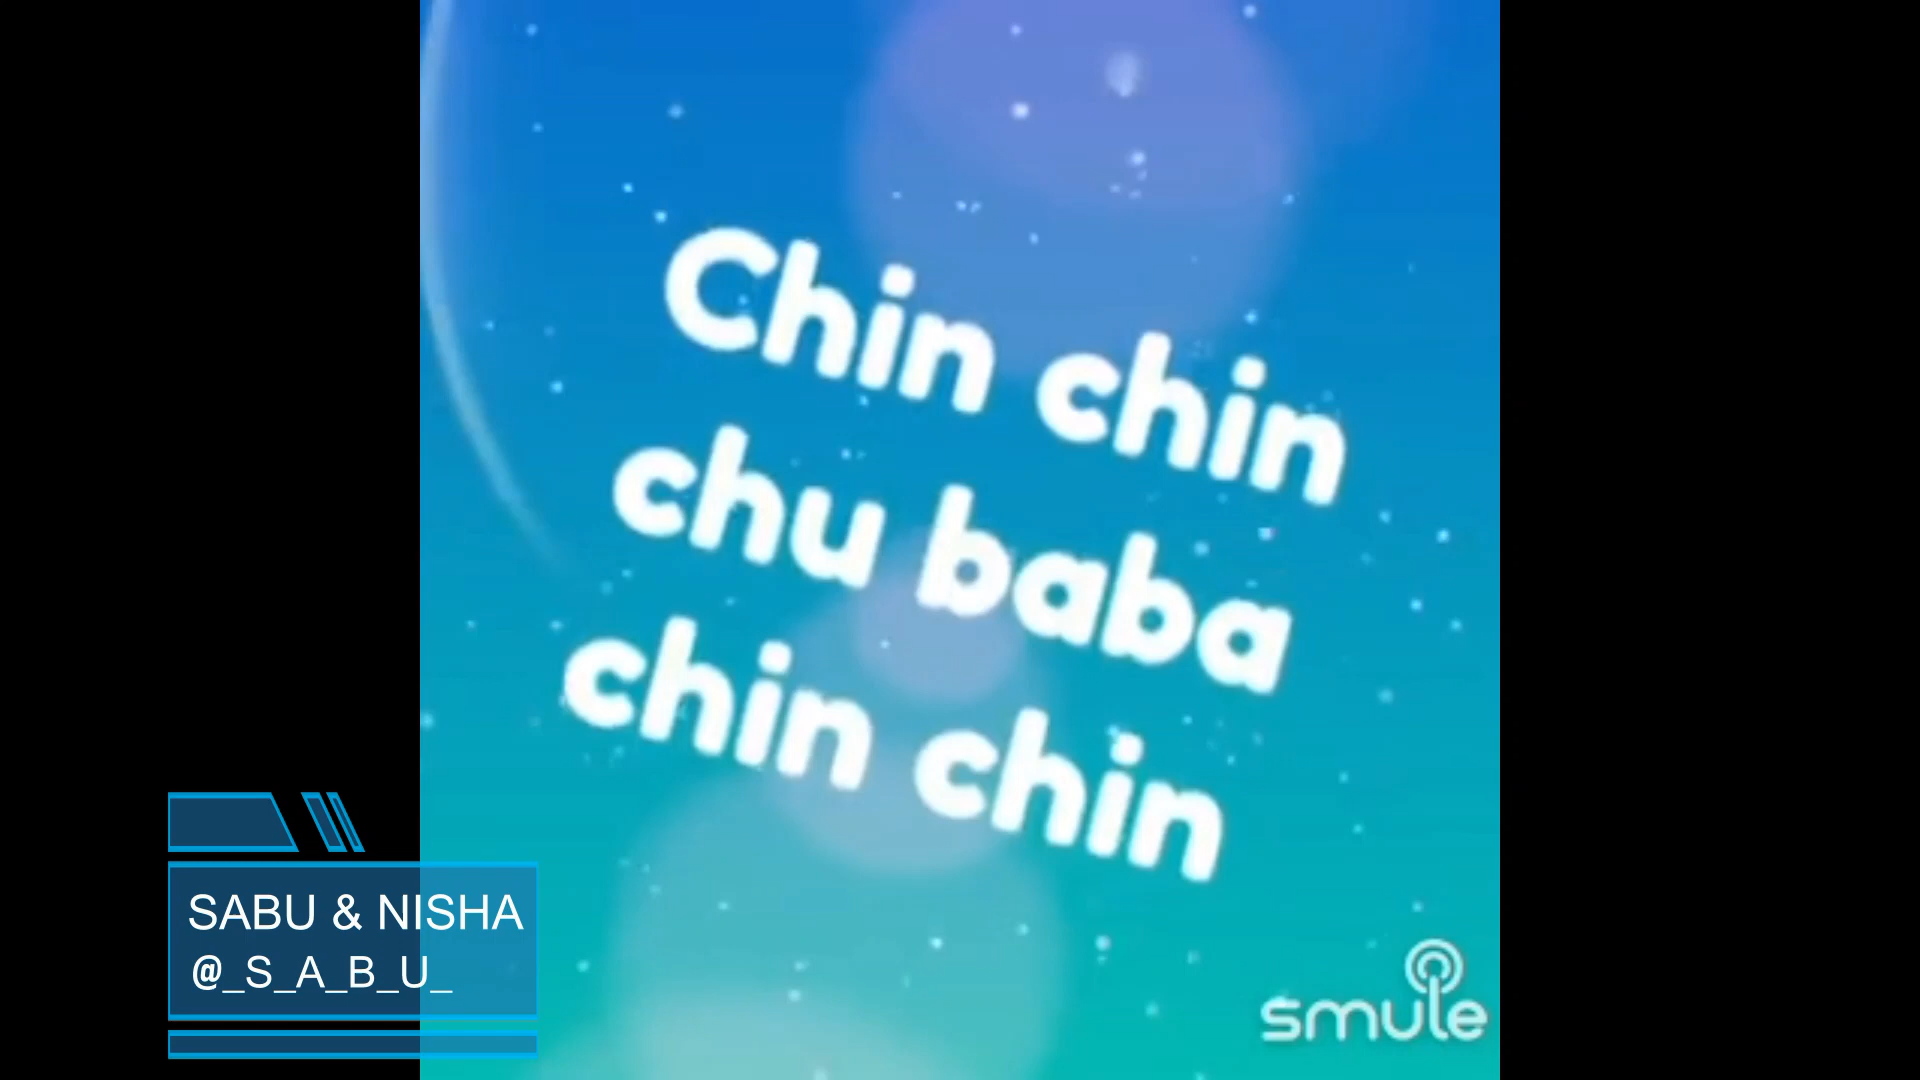 Chin chin
chu baba
chin chin
SABU & NISHA
@_S_A_B_U_
smule